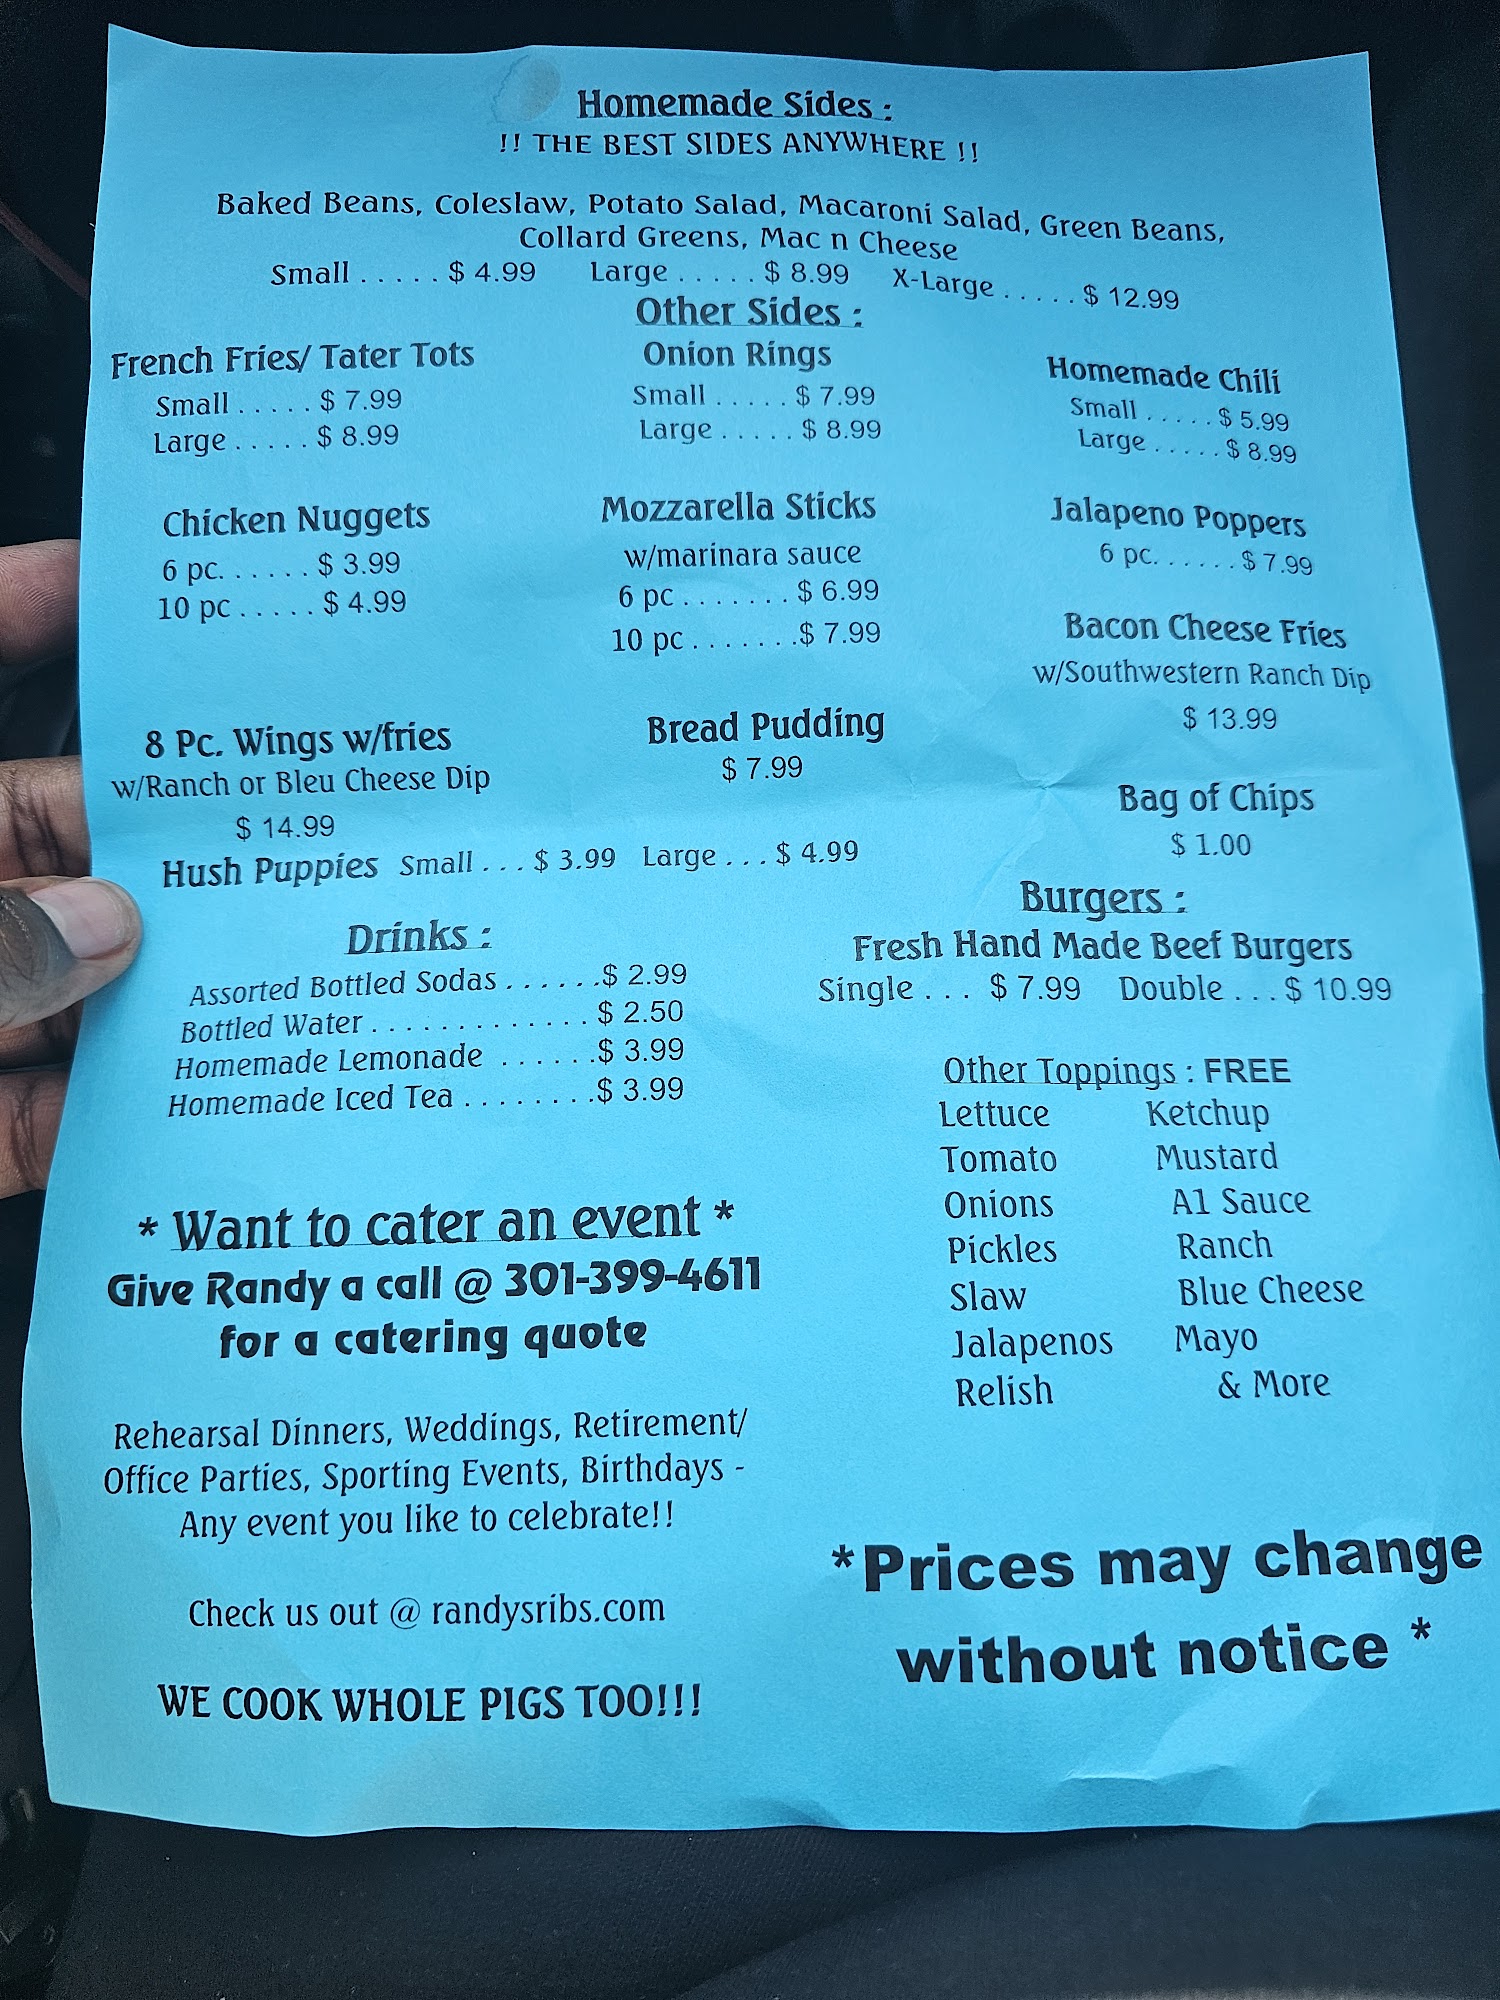 Homemade Sides :
!! THE BEST SIDES ANYWHERE !!
Baked Beans, Coleslaw, Potato Salad, Macaroni Salad, Green Beans,
Collard Greens, Mac n Cheese
Small . . . . . $ 4.99 Large . . . . . $ 8.99 X-Large . . . . . $ 12.99
Other Sides :
French Fries/ Tater Tots
Small . . . . . $ 7.99
Large . . . . . $ 8.99
Onion Rings
Small . . . . . $ 7.99
Large . . . . . $ 8.99
Homemade Chili
Small . . . . . $ 5.99
Large . . . . . $ 8.99
Chicken Nuggets
6 pc. . . . . . $ 3.99
10 pc . . . . . $ 4.99
Mozzarella Sticks
w/marinara sauce
6 pc . . . . . . . $ 6.99
10 pc . . . . . . .$ 7.99
Jalapeno Poppers
6 pc. . . . . . $ 7.99
Bacon Cheese Fries
w/Southwestern Ranch Dip
$ 13.99
8 Pc. Wings w/fries
w/Ranch or Bleu Cheese Dip
$ 14.99
Bread Pudding
$ 7.99
Bag of Chips
$ 1.00
Hush Puppies Small . . . $ 3.99 Large . . . $ 4.99
Drinks :
Assorted Bottled Sodas . . . . . . .$ 2.99
Bottled Water . . . . . . . . . . . . . $ 2.50
Homemade Lemonade . . . . . .$ 3.99
Homemade Iced Tea . . . . . . . .$ 3.99
Burgers :
Fresh Hand Made Beef Burgers
Single . . . $ 7.99 Double . . . $ 10.99
Other Toppings : FREE
Lettuce Ketchup
Tomato Mustard
Onions A1 Sauce
Pickles Ranch
Slaw Blue Cheese
Jalapenos Mayo
Relish & More
* Want to cater an event *
Give Randy a call @ 301-399-4611
for a catering quote
Rehearsal Dinners, Weddings, Retirement/
Office Parties, Sporting Events, Birthdays -
Any event you like to celebrate!!
Check us out @ randysribs.com
WE COOK WHOLE PIGS TOO!!!
*Prices may change
without notice *